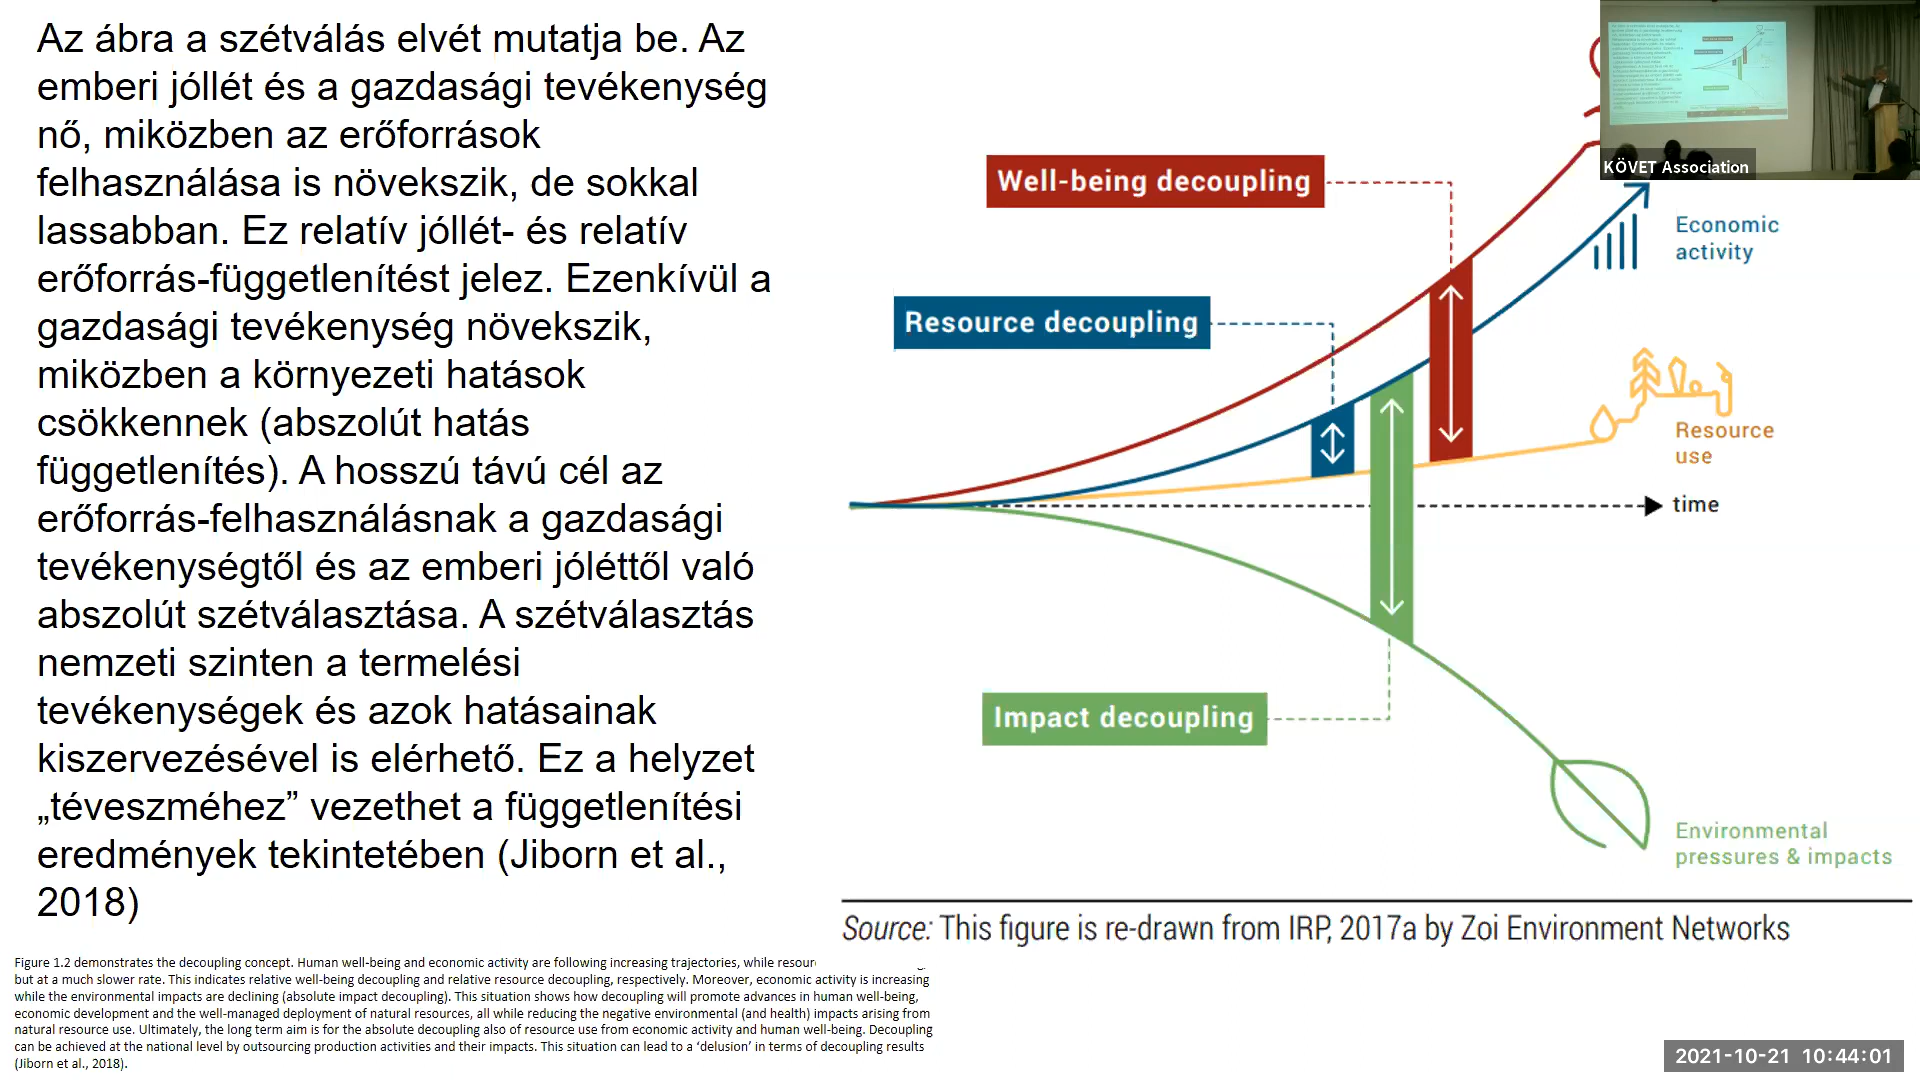 Az ábra a szétválás elvét mutatja be. Az
emberi jóllét és a gazdasági tevékenység
nő, miközben az erőforrások
felhasználása is növekszik, de sokkal
lassabban. Ez relatív jóllét- és relatív
erőforrás-függetlenítést jelez. Ezenkívül a
gazdasági tevékenység növekszik,
miközben a környezeti hatások
csökkennek (abszolút hatás
függetlenítés). A hosszú távú cél az
erőforrás-felhasználásnak a gazdasági
tevékenységtől és az emberi jóléttől való
abszolút szétválasztása. A szétválasztás
nemzeti szinten a termelési
tevékenységek és azok hatásainak
kiszervezésével is elérhető. Ez a helyzet
„téveszméhez” vezethet a függetlenítési
eredmények tekintetében (Jiborn et al.,
2018)
Figure 1.2 demonstrates the decoupling concept. Human well-being and economic activity are following increasing trajectories, while
but at a much slower rate. This indicates relative well-being decoupling and relative resource decoupling, respectively. Moreover, economic activity is increasing
while the environmental impacts are declining (absolute impact decoupling). This situation shows how decoupling will promote advances in human well-being,
economic development and the well-managed deployment of natural resources, all while reducing the negative environmental (and health) impacts arising from
natural resource use. Ultimately, the long term aim is for the absolute decoupling also of resource use from economic activity and human well-being. Decoupling
can be achieved at the national level by outsourcing production activities and their impacts. This situation can lead to a ‘delusion’ in terms of decoupling results
(Jiborn et al., 2018).
KÖVET Association
Well-being decoupling
Economic
activity
Resource decoupling
Resource
use
time
Impact decoupling
Environmental
pressures & impacts
Source: This figure is re-drawn from IRP, 2017a by Zoi Environment Networks
2021-10-21 10:44:01